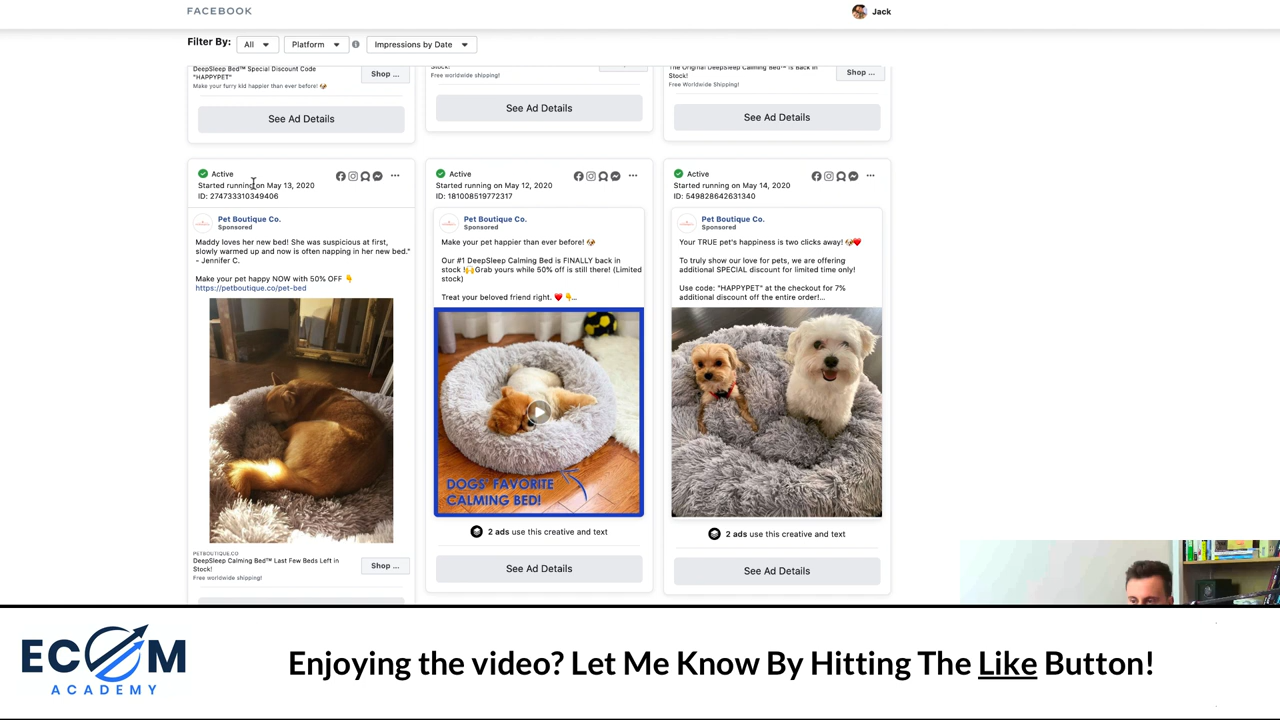 FACEBOOK
Jack
Filter By:
All
Platform
Impressions by Date
DeepSleep Bed™ Special Discount Code
"HAPPYPET"
Make your furry kid happier than ever before! 🐶
Shop ...
See Ad Details
Stock!
Free worldwide shipping!
See Ad Details
The Original DeepSleep Calming Bed™ is Back in
Stock!
Free Worldwide Shipping!
Shop ...
See Ad Details
Active
Started running on May 13, 2020
ID: 274733310349406
Pet Boutique Co.
Sponsored
Maddy loves her new bed! She was suspicious at first,
slowly warmed up and now is often napping in her new bed."
- Jennifer C.
Make your pet happy NOW with 50% OFF 👇
https://petboutique.co/pet-bed
PETBOUTIQUE.CO
DeepSleep Calming Bed™ Last Few Beds Left in
Stock!
Free worldwide shipping!
Shop ...
Active
Started running on May 12, 2020
ID: 181008519772317
Pet Boutique Co.
Sponsored
Make your pet happier than ever before! 🐶
Our #1 DeepSleep Calming Bed is FINALLY back in
stock !🙌Grab yours while 50% off is still there! (Limited
stock)
Treat your beloved friend right. ❤️ 👇...
DOGS' FAVORITE
CALMING BED!
2 ads use this creative and text
See Ad Details
Active
Started running on May 14, 2020
ID: 549828642631340
Pet Boutique Co.
Sponsored
Your TRUE pet's happiness is two clicks away! 🐶❤️
To truly show our love for pets, we are offering
additional SPECIAL discount for limited time only!
Use code: "HAPPYPET" at the checkout for 7%
additional discount off the entire order!...
2 ads use this creative and text
See Ad Details
ECOM
ACADEMY
Enjoying the video? Let Me Know By Hitting The Like Button!